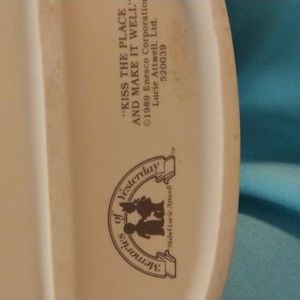 "KISS THE PLACE
AND MAKE IT WELL"
©1989 Enesco Corporation
Lucie Attwell, Ltd.
520039
Memories of Yesterday™
Mabel Lucie Attwell